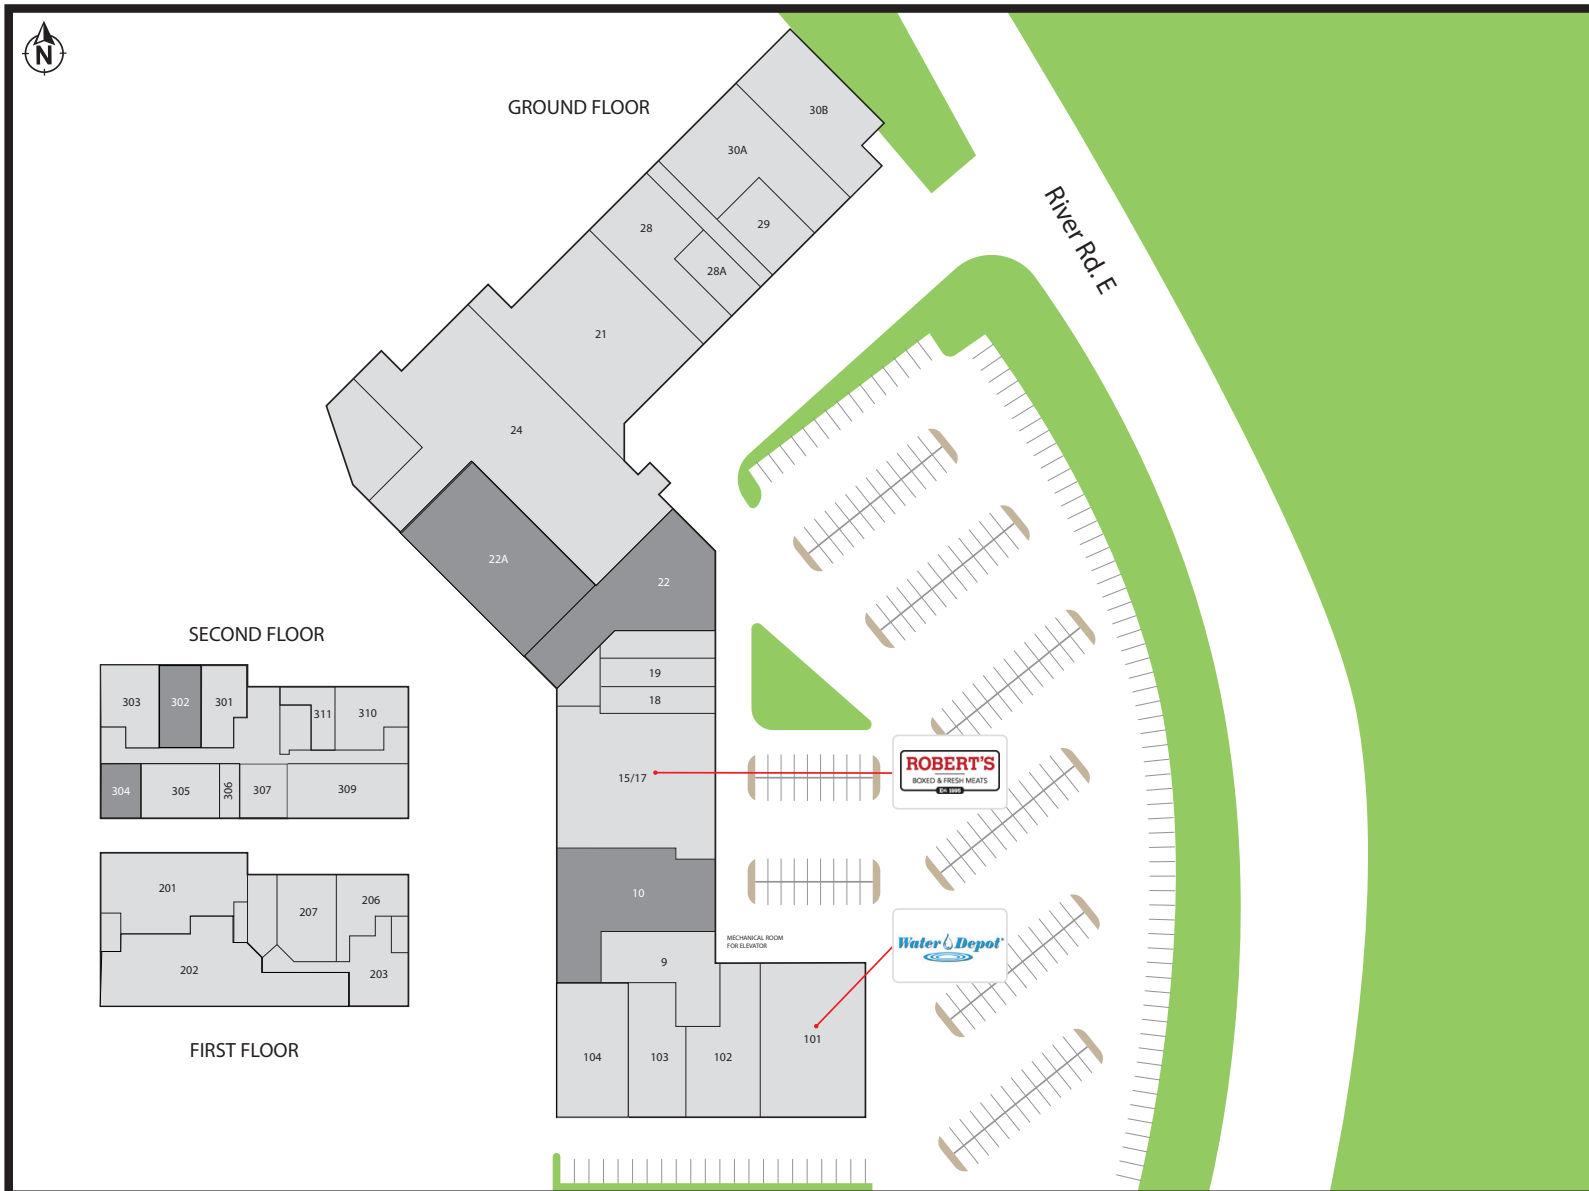 N
GROUND FLOOR
30B
30A
29
28
28A
River Rd. E
21
24
22A
22
SECOND FLOOR
303
302
301
311
310
304
305
306
307
309
19
18
15/17
ROBERT'S
BOXED & FRESH MEATS
Est. 1995
10
201
207
206
202
203
FIRST FLOOR
MECHANICAL ROOM
FOR ELEVATOR
9
Water Depot
104
103
102
101